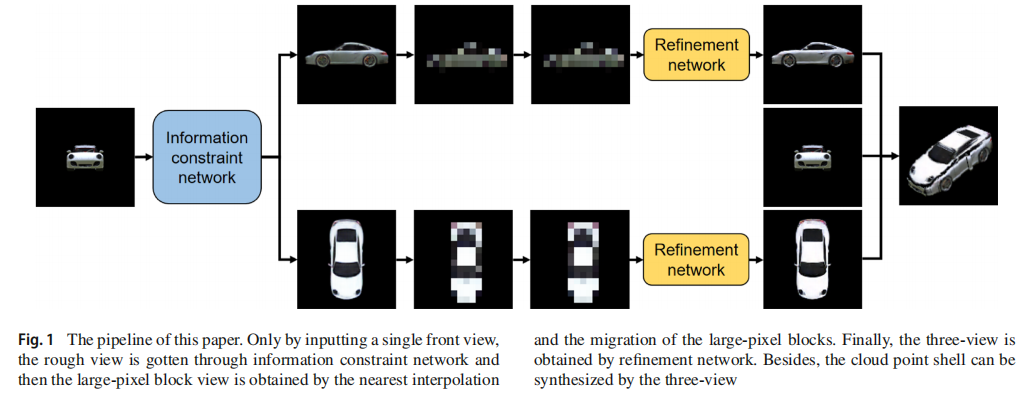 Refinement
network
Information
constraint
network
Refinement
network
Fig. 1 The pipeline of this paper. Only by inputting a single front view,
the rough view is gotten through information constraint network and
then the large-pixel block view is obtained by the nearest interpolation
and the migration of the large-pixel blocks. Finally, the three-view is
obtained by refinement network. Besides, the cloud point shell can be
synthesized by the three-view